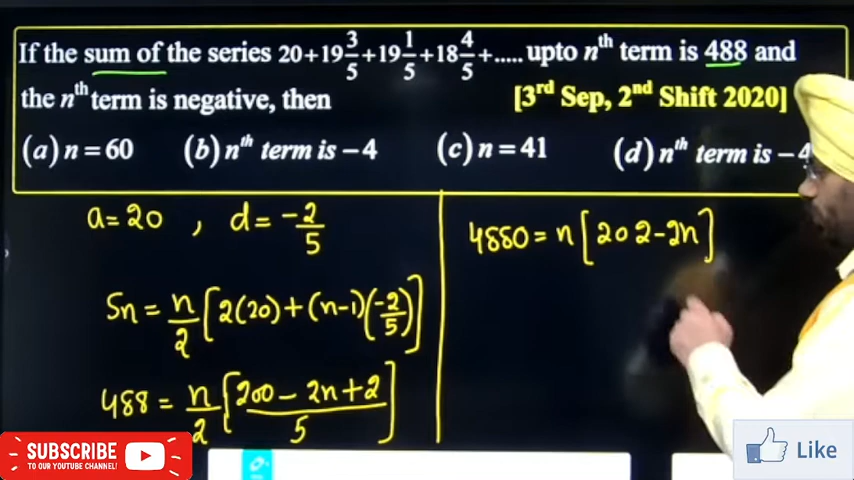 If the sum of the series 20+19 3/5+19 1/5+18 4/5+..... upto nth term is 488 and
the nth term is negative, then [3rd Sep, 2nd Shift 2020]
(a) n = 60 (b) nth term is −4 (c) n = 41 (d) nth term is −4
a=20 , d= -2/5
Sn = n/2 [2(20) + (n-1)(-2/5)]
488 = n/2 [200 - 2n+2 / 5]
4880 = n [202-2n]
SUBSCRIBE
TO OUR YOUTUBE CHANNEL!
Like